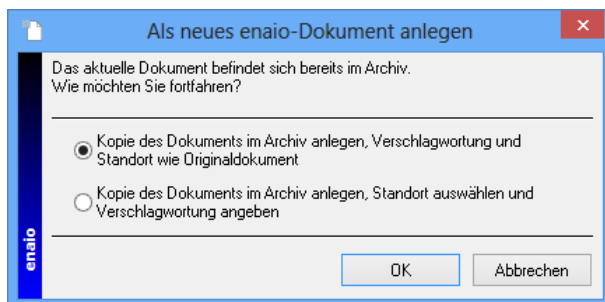 Als neues enaio-Dokument anlegen
Das aktuelle Dokument befindet sich bereits im Archiv.
Wie möchten Sie fortfahren?
Kopie des Dokuments im Archiv anlegen, Verschlagwortung und
Standort wie Originaldokument
Kopie des Dokuments im Archiv anlegen, Standort auswählen und
Verschlagwortung angeben
enaio
OK
Abbrechen